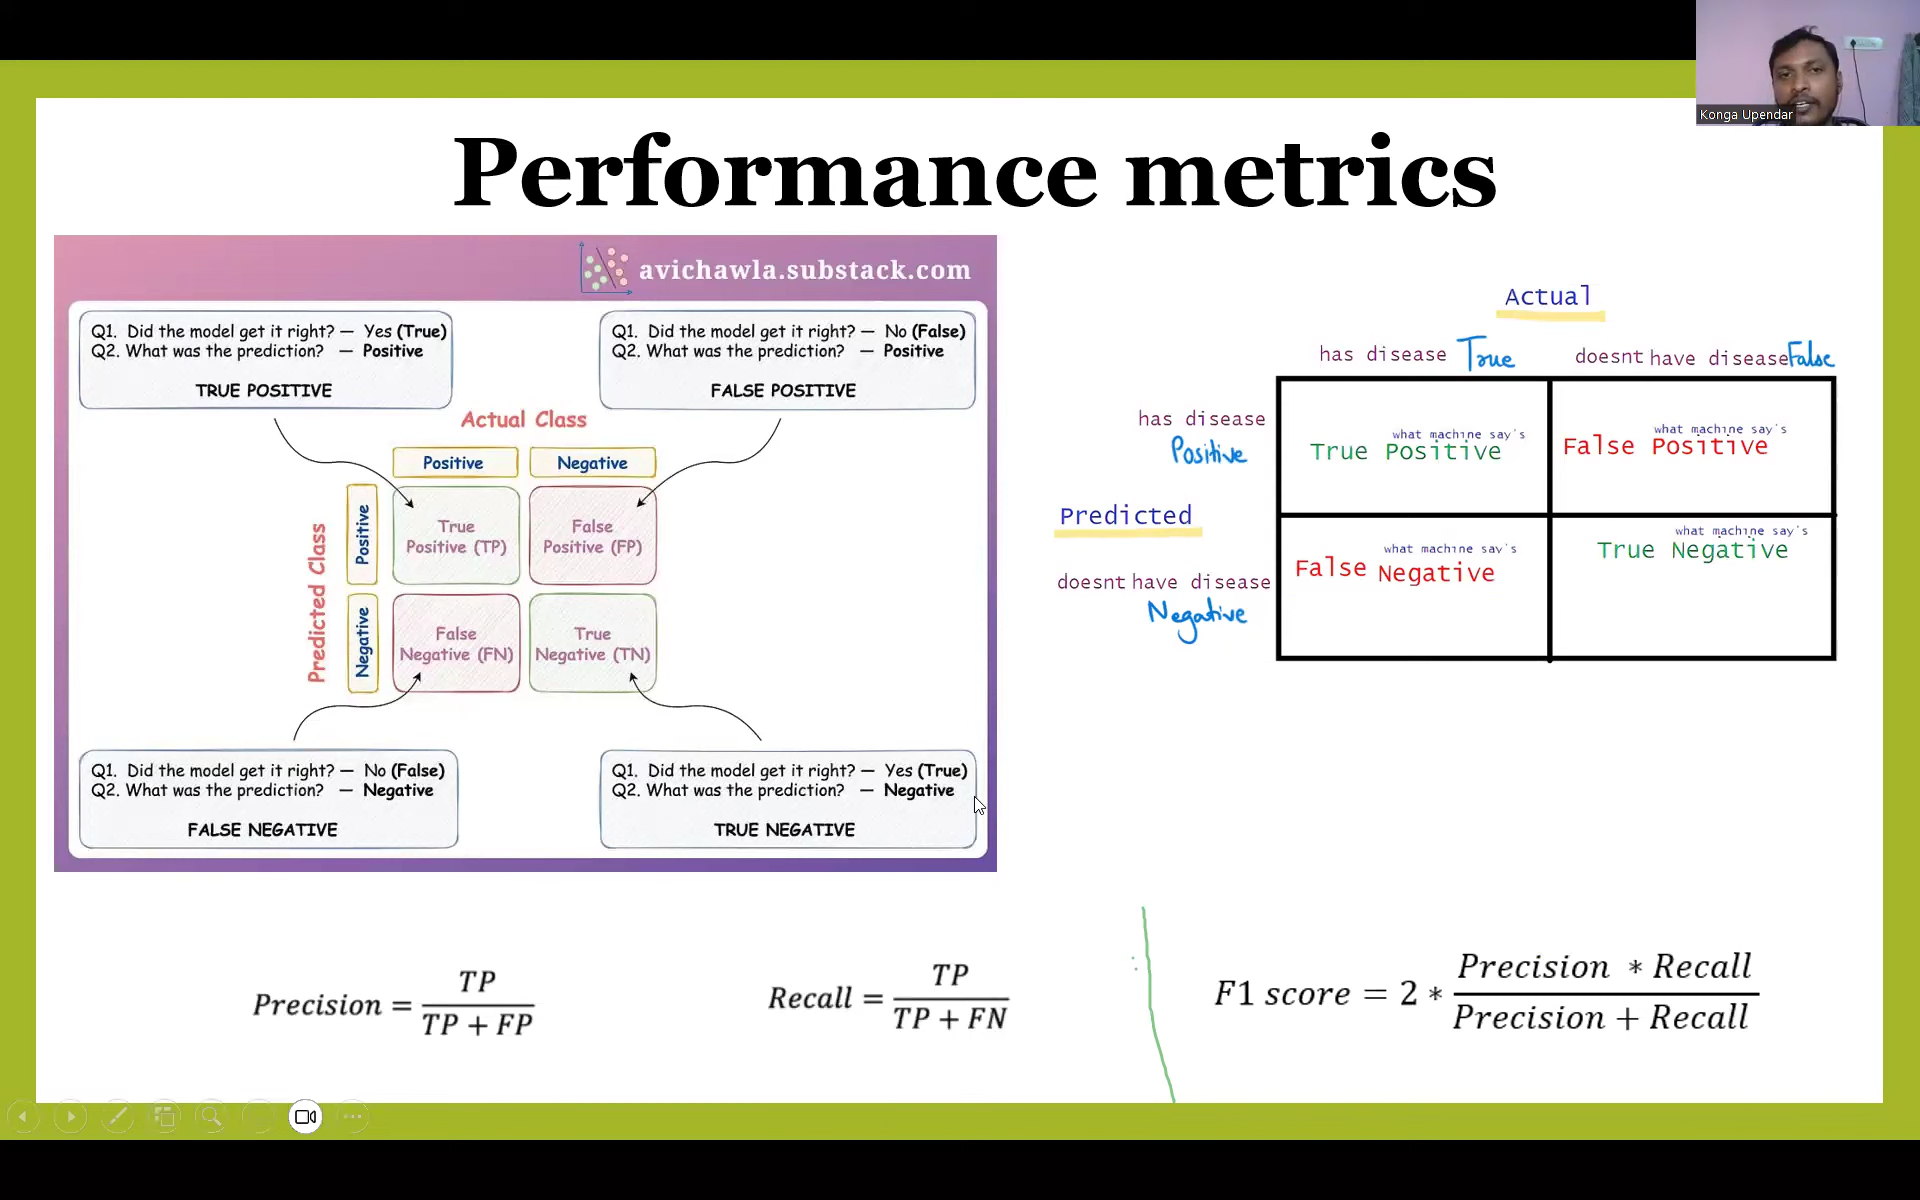 Konga Upendar
Performance metrics
avichawla.substack.com
Q1. Did the model get it right? — Yes (True)
Q2. What was the prediction? — Positive
TRUE POSITIVE
Q1. Did the model get it right? — No (False)
Q2. What was the prediction? — Positive
FALSE POSITIVE
Actual Class
Positive
Negative
Predicted Class
Positive
True
Positive (TP)
False
Positive (FP)
Negative
False
Negative (FN)
True
Negative (TN)
Q1. Did the model get it right? — No (False)
Q2. What was the prediction? — Negative
FALSE NEGATIVE
Q1. Did the model get it right? — Yes (True)
Q2. What was the prediction? — Negative
TRUE NEGATIVE
Actual
has disease True
doesnt have disease False
has disease
Positive
what machine say's
True Positive
what machine say's
False Positive
Predicted
doesnt have disease
Negative
what machine say's
False Negative
what machine say's
True Negative
Precision = TP / TP + FP
Recall = TP / TP + FN
F1 score = 2 * Precision * Recall / Precision + Recall